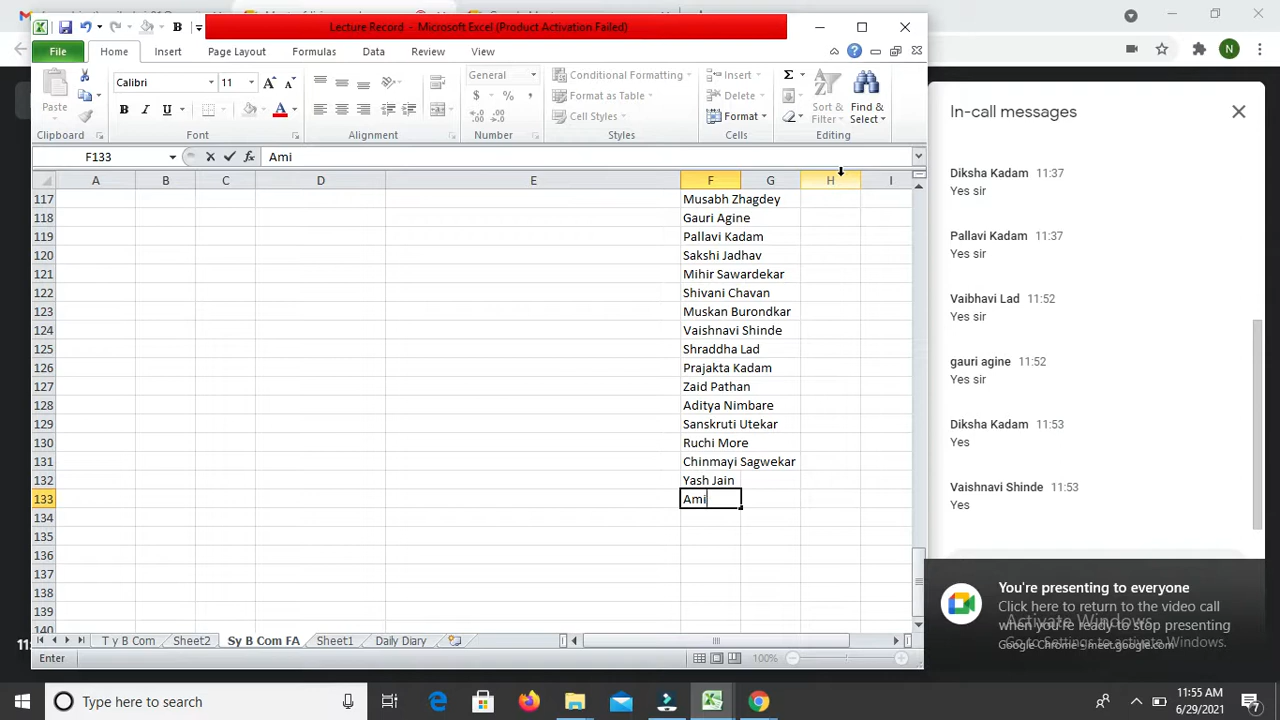 Lecture Record - Microsoft Excel (Product Activation Failed)
File Home Insert Page Layout Formulas Data Review View
Paste
Calibri 11
B I U
General
$ % ,
Conditional Formatting
Format as Table
Cell Styles
Insert
Delete
Format
Σ
Sort & Filter
Find & Select
Clipboard Font Alignment Number Styles Cells Editing
F133 fx Ami
A B C D E F G H I
117 Musabh Zhagdey
118 Gauri Agine
119 Pallavi Kadam
120 Sakshi Jadhav
121 Mihir Sawardekar
122 Shivani Chavan
123 Muskan Burondkar
124 Vaishnavi Shinde
125 Shraddha Lad
126 Prajakta Kadam
127 Zaid Pathan
128 Aditya Nimbare
129 Sanskruti Utekar
130 Ruchi More
131 Chinmayi Sagwekar
132 Yash Jain
133 Ami
134
135
136
137
138
139
140
T y B Com Sheet2 Sy B Com FA Sheet1 Daily Diary
Enter 100%
N
In-call messages
Diksha Kadam 11:37
Yes sir
Pallavi Kadam 11:37
Yes sir
Vaibhavi Lad 11:52
Yes sir
gauri agine 11:52
Yes sir
Diksha Kadam 11:53
Yes
Vaishnavi Shinde 11:53
Yes
You're presenting to everyone
Click here to return to the video call
when you're ready to stop presenting
Google Chrome • meet.google.com
Activate Windows
Go to Settings to activate Windows.
Type here to search
11:55 AM
6/29/2021
7